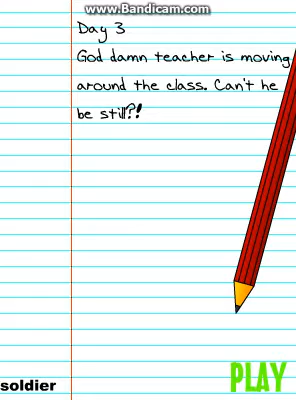 www.Bandicam.com
Day 3
God damn teacher is moving
around the class. Can't he
be still?!
soldier
PLAY